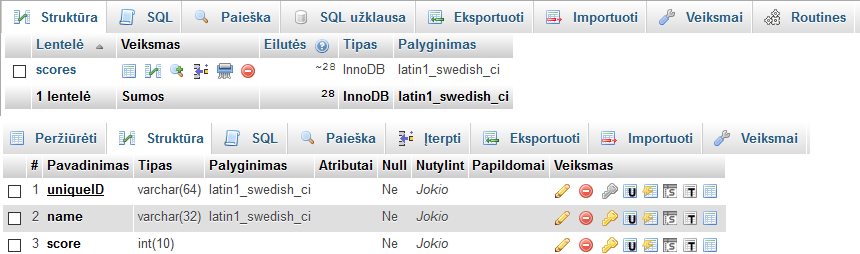 Struktūra SQL Paieška SQL užklausa Eksportuoti Importuoti Veiksmai Routines
Lentelė Veiksmas Eilutės Tipas Palyginimas
scores ~28 InnoDB latin1_swedish_ci
1 lentelė Sumos 28 InnoDB latin1_swedish_ci
Peržiūrėti Struktūra SQL Paieška Įterpti Eksportuoti Importuoti Veiksmai
# Pavadinimas Tipas Palyginimas Atributai Null Nutylint Papildomai Veiksmas
1 uniqueID varchar(64) latin1_swedish_ci Ne Jokio
2 name varchar(32) latin1_swedish_ci Ne Jokio
3 score int(10) Ne Jokio